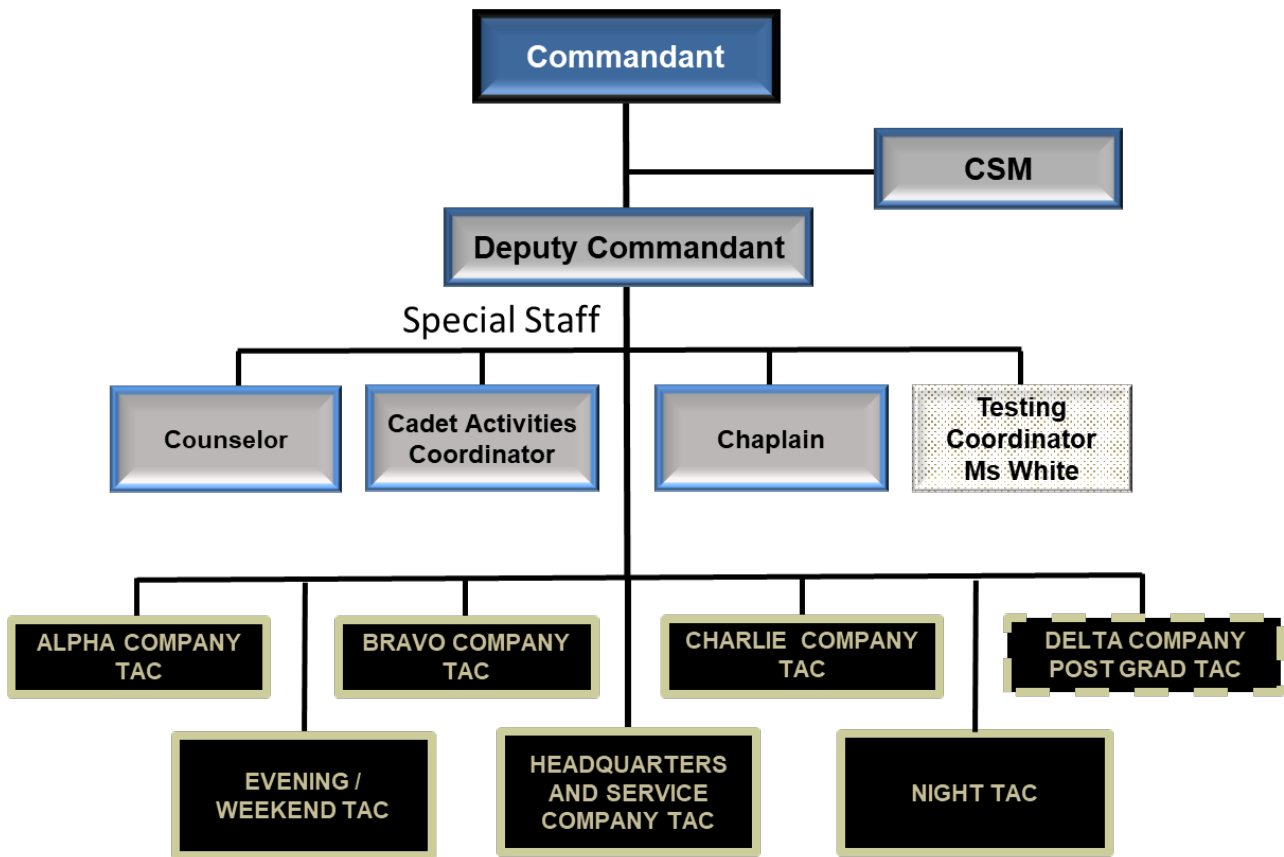 Commandant
CSM
Deputy Commandant
Special Staff
Counselor
Cadet Activities
Coordinator
Chaplain
Testing
Coordinator
Ms White
ALPHA COMPANY
TAC
BRAVO COMPANY
TAC
CHARLIE COMPANY
TAC
DELTA COMPANY
POST GRAD TAC
EVENING /
WEEKEND TAC
HEADQUARTERS
AND SERVICE
COMPANY TAC
NIGHT TAC